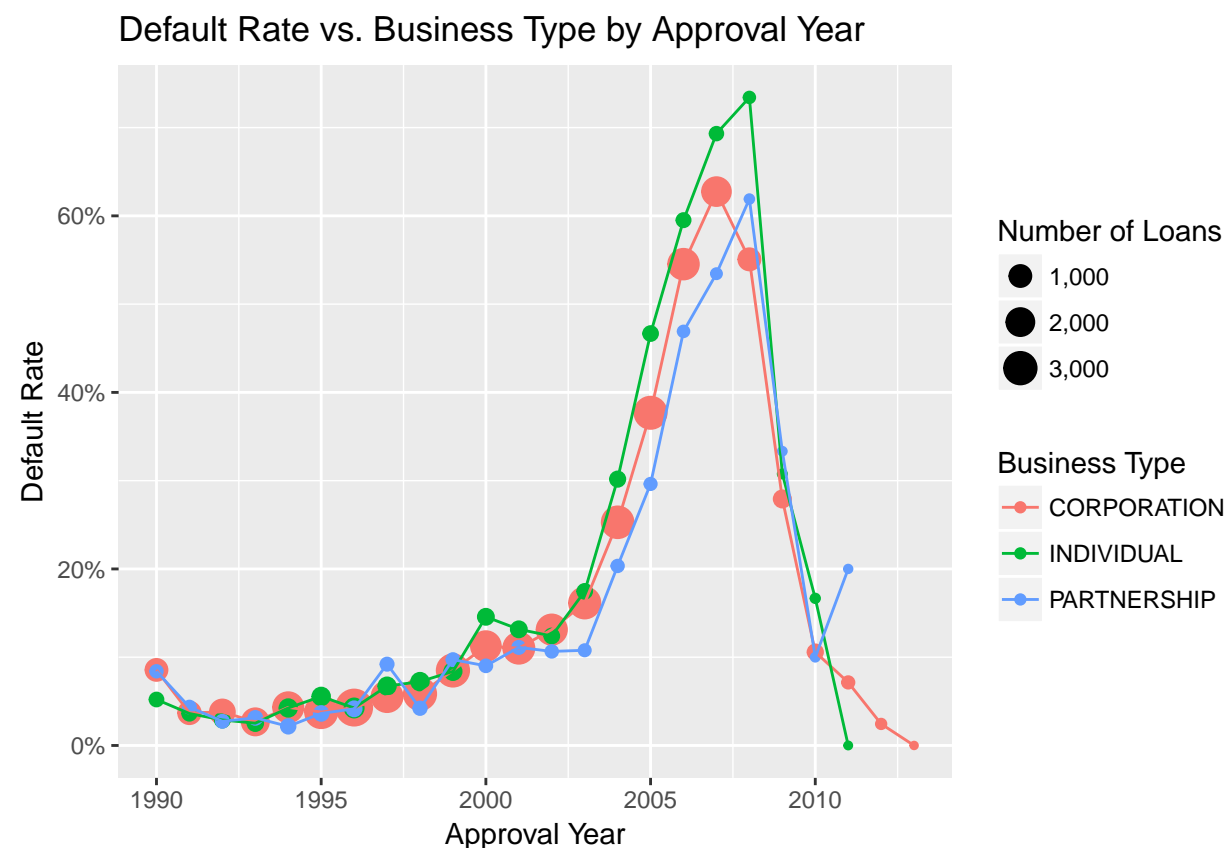 Default Rate vs. Business Type by Approval Year
Default Rate
60%
40%
20%
0%
1990
1995
2000
2005
2010
Approval Year
Number of Loans
1,000
2,000
3,000
Business Type
CORPORATION
INDIVIDUAL
PARTNERSHIP